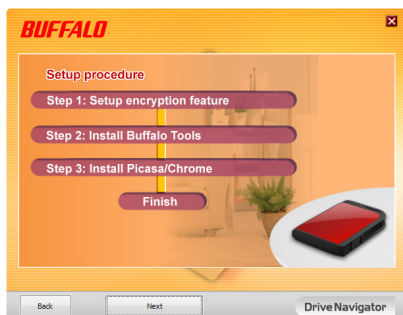 BUFFALO
Setup procedure
Step 1: Setup encryption feature
Step 2: Install Buffalo Tools
Step 3: Install Picasa/Chrome
Finish
Back
Next
DriveNavigator